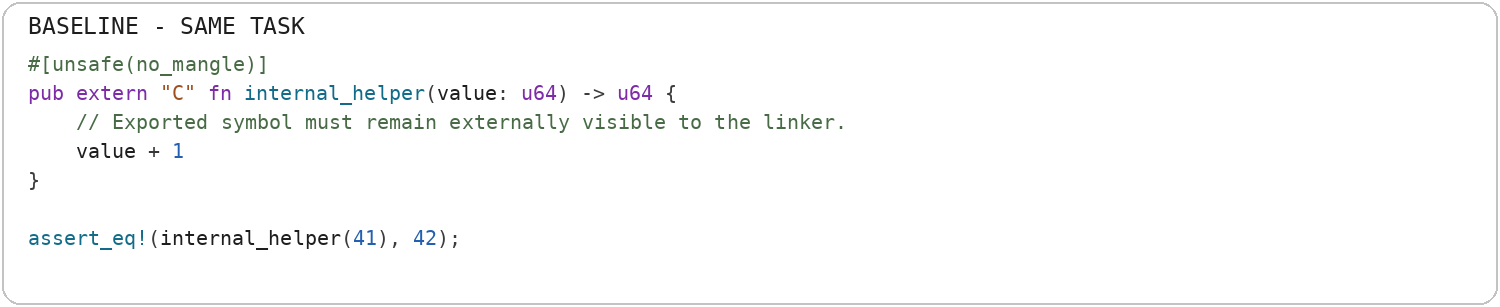 BASELINE - SAME TASK
#[unsafe(no_mangle)]
pub extern "C" fn internal_helper(value: u64) -> u64 {
    // Exported symbol must remain externally visible to the linker.
    value + 1
}
assert_eq!(internal_helper(41), 42);